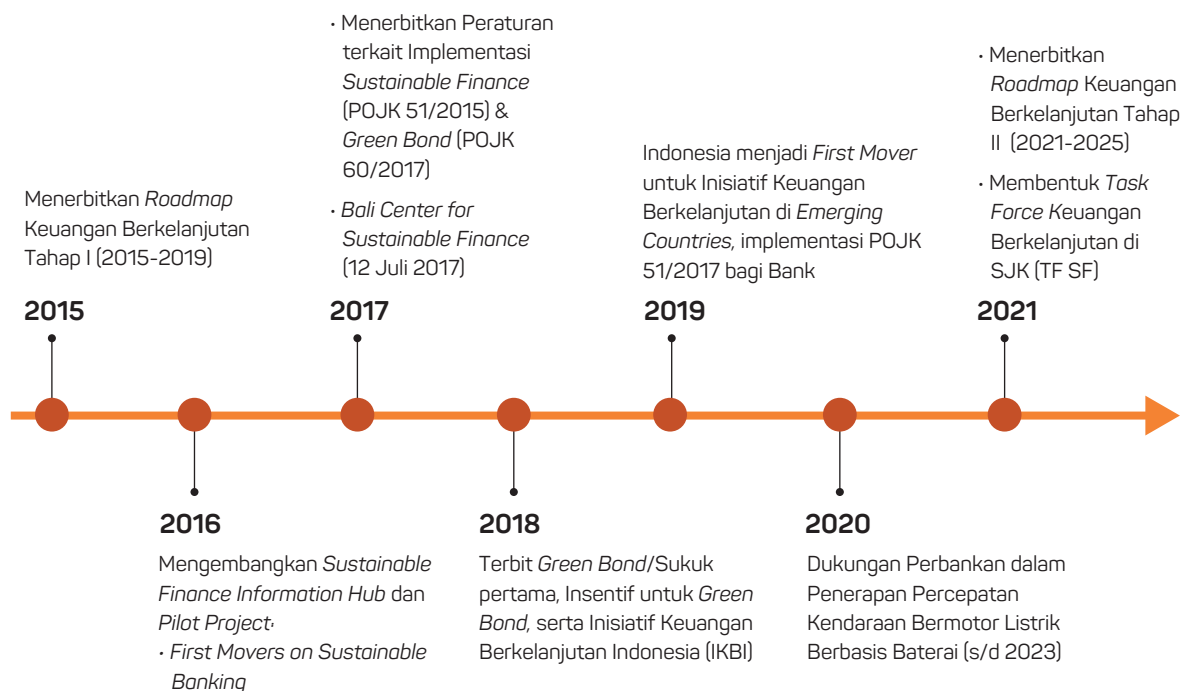 Menerbitkan Roadmap
Keuangan Berkelanjutan
Tahap I (2015-2019)
2015
• Menerbitkan Peraturan
terkait Implementasi
Sustainable Finance
(POJK 51/2015) &
Green Bond (POJK
60/2017)
• Bali Center for
Sustainable Finance
(12 Juli 2017)
2017
Indonesia menjadi First Mover
untuk Inisiatif Keuangan
Berkelanjutan di Emerging
Countries, implementasi POJK
51/2017 bagi Bank
2019
• Menerbitkan
Roadmap Keuangan
Berkelanjutan Tahap
II (2021-2025)
• Membentuk Task
Force Keuangan
Berkelanjutan di
SJK (TF SF)
2021
2016
Mengembangkan Sustainable
Finance Information Hub dan
Pilot Project:
• First Movers on Sustainable
Banking
2018
Terbit Green Bond/Sukuk
pertama, Insentif untuk Green
Bond, serta Inisiatif Keuangan
Berkelanjutan Indonesia (IKBI)
2020
Dukungan Perbankan dalam
Penerapan Percepatan
Kendaraan Bermotor Listrik
Berbasis Baterai (s/d 2023)